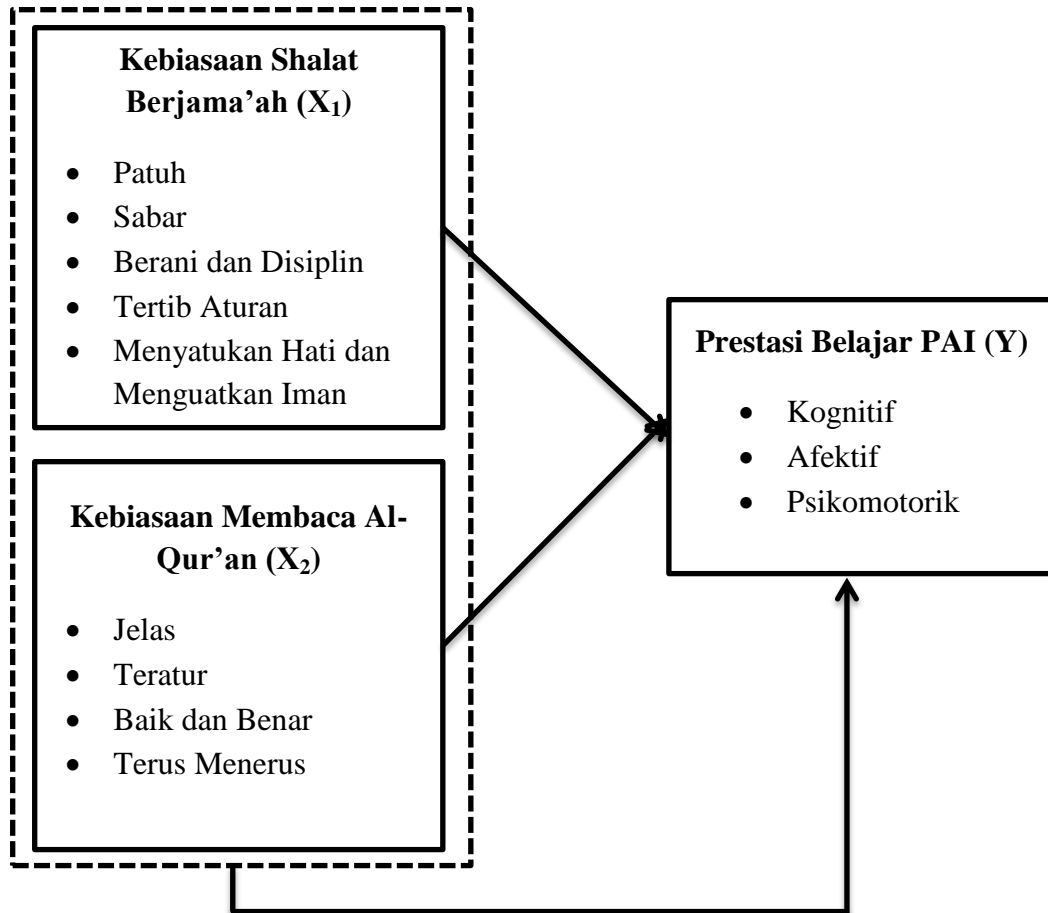 Kebiasaan Shalat
Berjama’ah (X₁)
• Patuh
• Sabar
• Berani dan Disiplin
• Tertib Aturan
• Menyatukan Hati dan
Menguatkan Iman
Kebiasaan Membaca Al-
Qur’an (X₂)
• Jelas
• Teratur
• Baik dan Benar
• Terus Menerus
Prestasi Belajar PAI (Y)
• Kognitif
• Afektif
• Psikomotorik